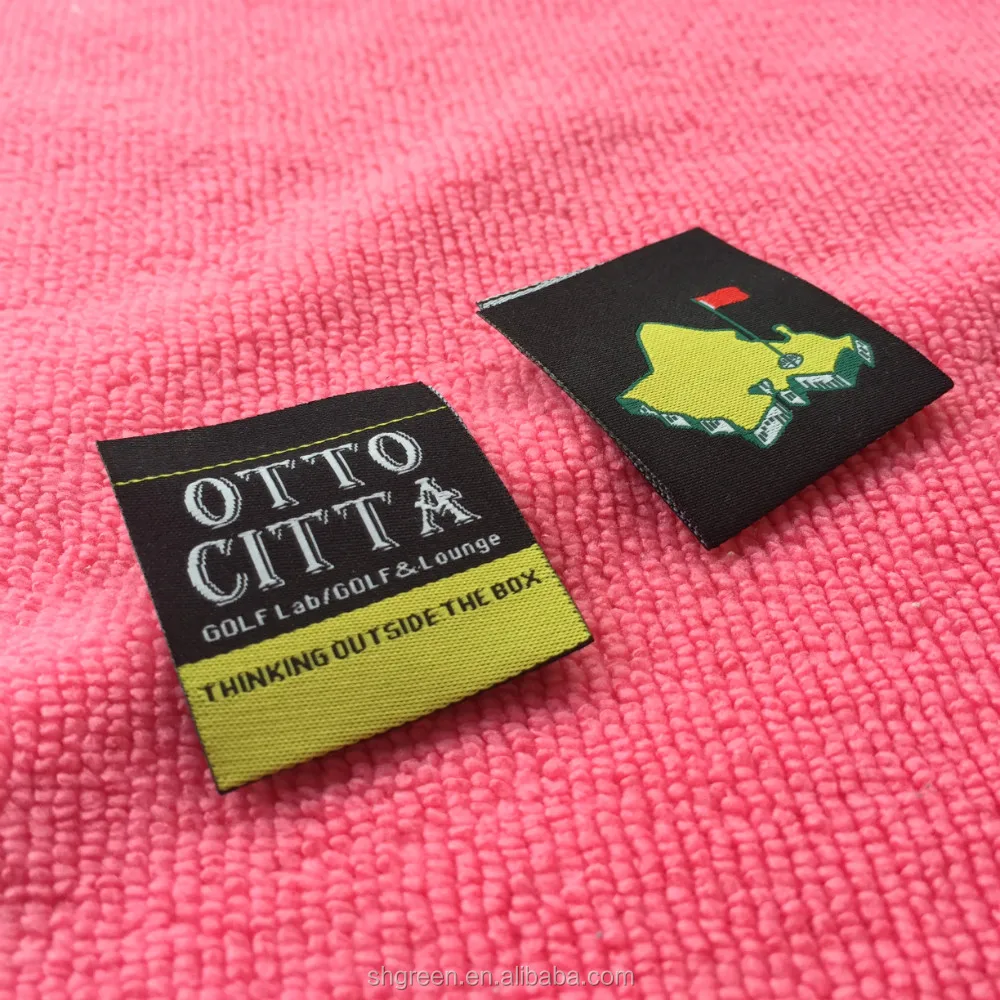 OTTO
CITTA
GOLF Lab/GOLF&Lounge
THINKING OUTSIDE THE BOX
shgreen.en.alibaba.com